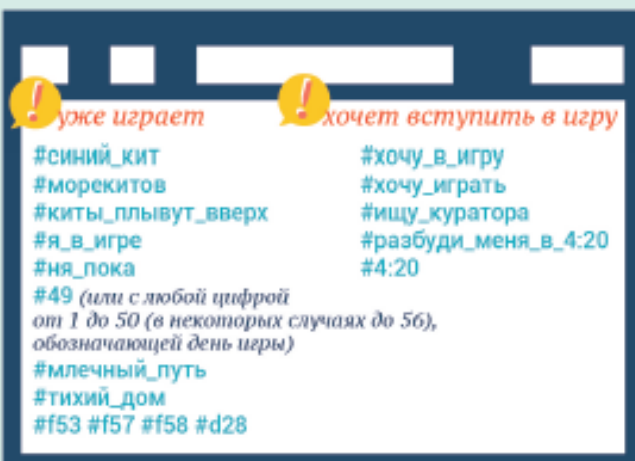 уже играет
#синий_кит
#морекитов
#киты_плывут_вверх
#я_в_игре
#ня_пока
#49 (или с любой цифрой
от 1 до 50 (в некоторых случаях до 56),
обозначающей день игры)
#млечный_путь
#тихий_дом
#f53 #f57 #f58 #d28
хочет вступить в игру
#хочу_в_игру
#хочу_играть
#ищу_куратора
#разбуди_меня_в_4:20
#4:20